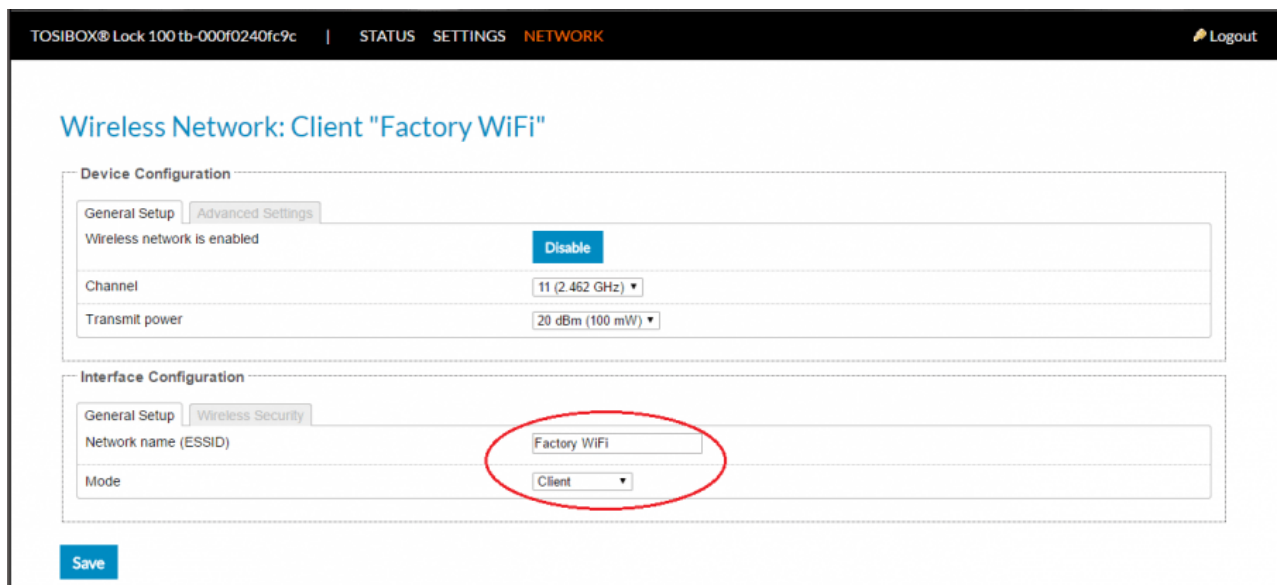 TOSIBOX® Lock 100 tb-000f0240fc9c | STATUS SETTINGS NETWORK Logout
Wireless Network: Client "Factory WiFi"
Device Configuration
General Setup Advanced Settings
Wireless network is enabled Disable
Channel 11 (2.462 GHz)
Transmit power 20 dBm (100 mW)
Interface Configuration
General Setup Wireless Security
Network name (ESSID) Factory WiFi
Mode Client
Save